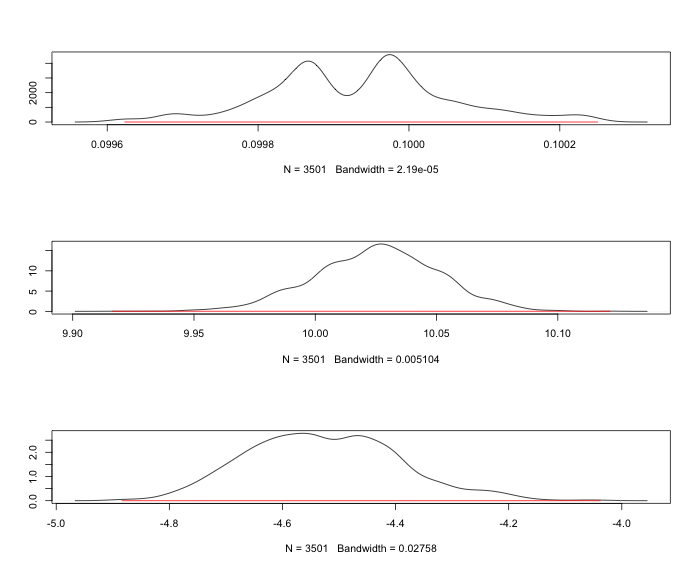 2000
0
0.0996 0.0998 0.1000 0.1002
N = 3501 Bandwidth = 2.19e-05
10
5
0
9.90 9.95 10.00 10.05 10.10
N = 3501 Bandwidth = 0.005104
2.0
1.0
0.0
-5.0 -4.8 -4.6 -4.4 -4.2 -4.0
N = 3501 Bandwidth = 0.02758